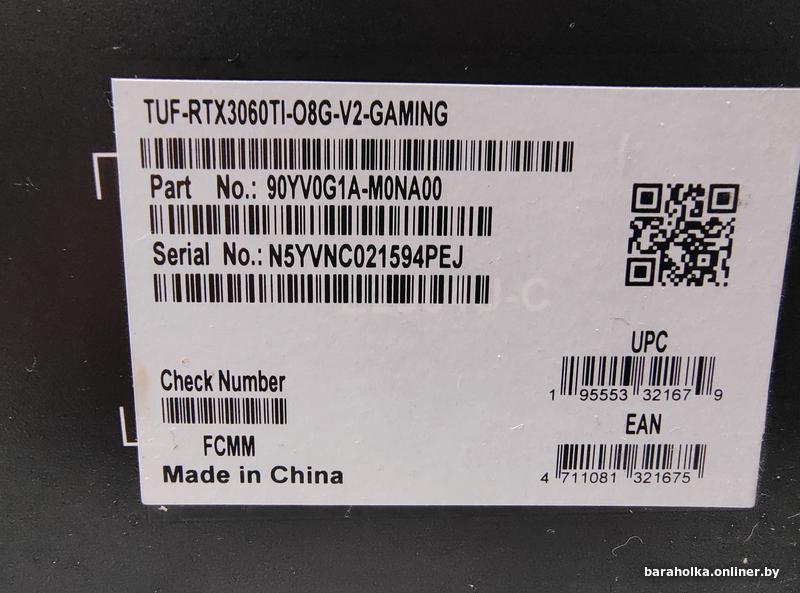 TUF-RTX3060TI-O8G-V2-GAMING
Part No.: 90YV0G1A-M0NA00
Serial No.: N5YVNC021594PEJ
UPC
1 95553 32167 9
Check Number
EAN
FCMM
4 711081 321675
Made in China
baraholka.onliner.by